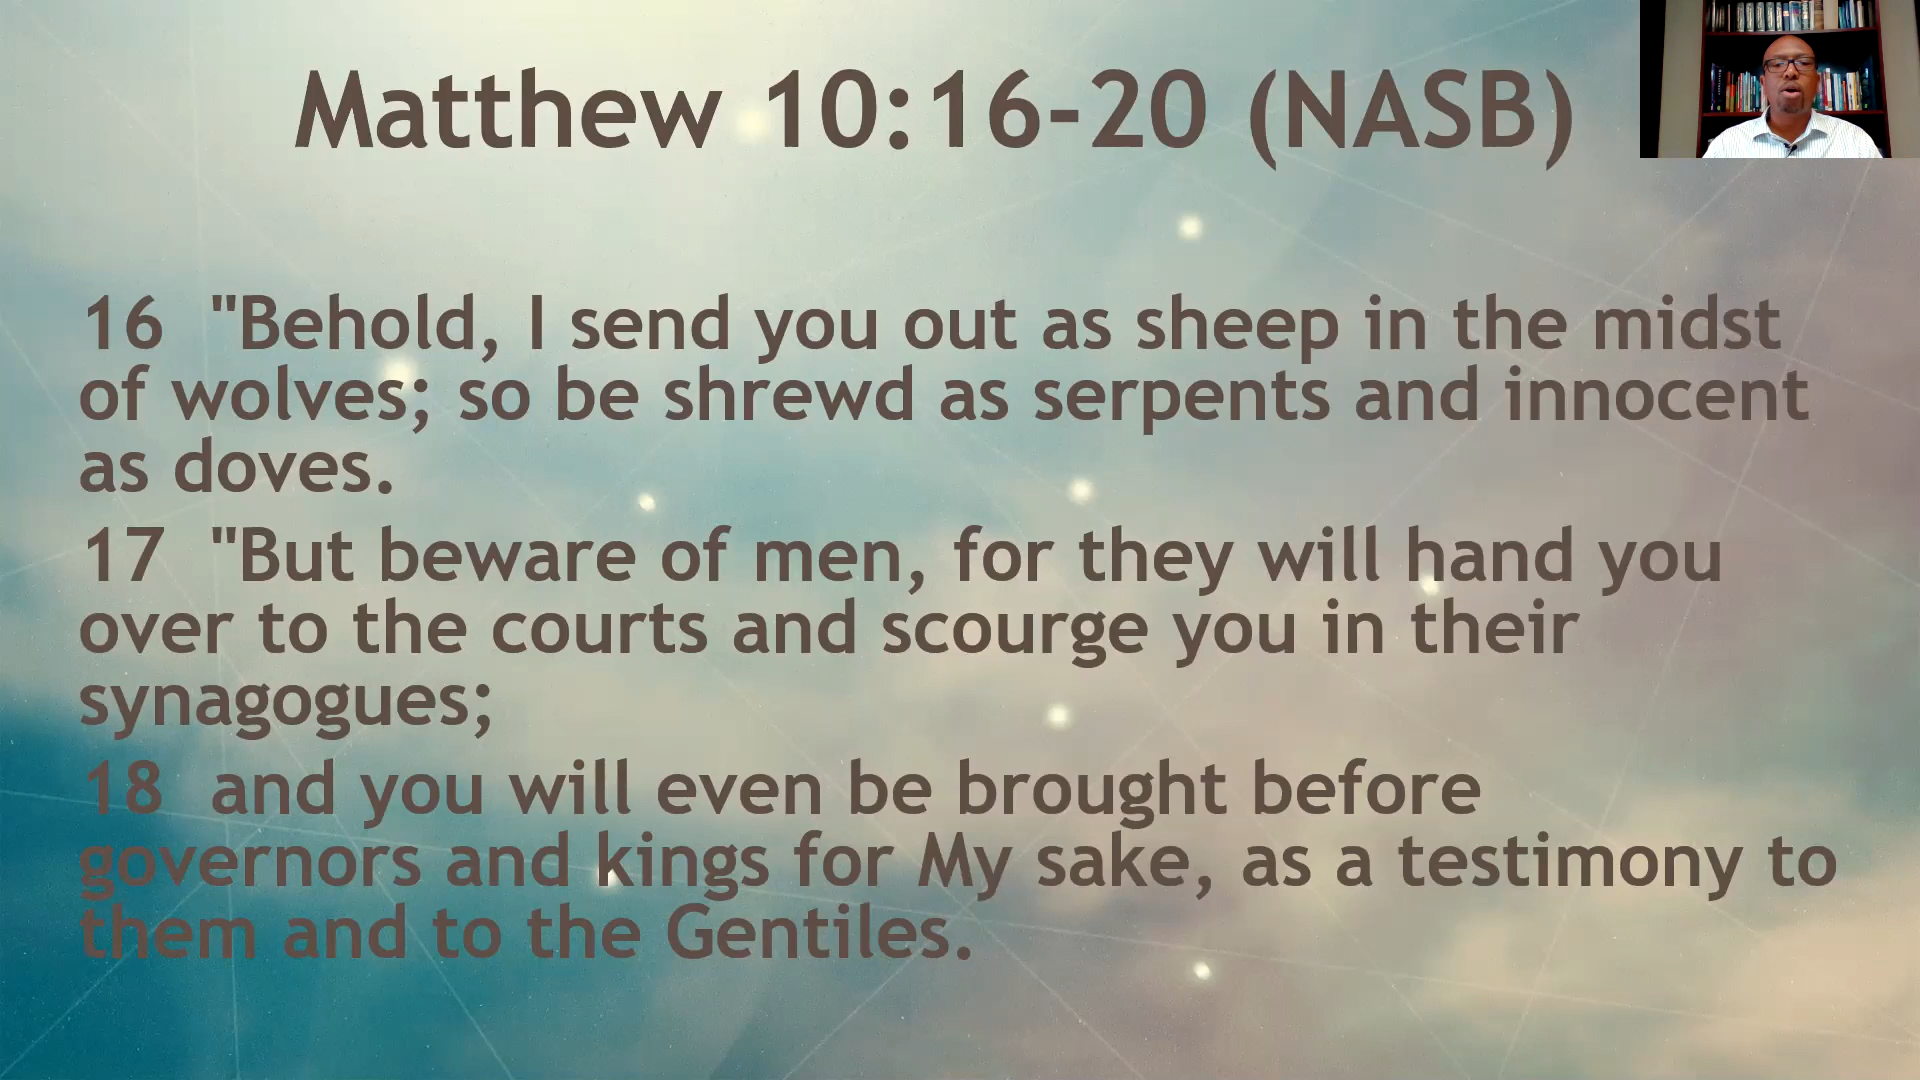 Matthew 10:16-20 (NASB)
16 "Behold, I send you out as sheep in the midst
of wolves; so be shrewd as serpents and innocent
as doves.
17 "But beware of men, for they will hand you
over to the courts and scourge you in their
synagogues;
18 and you will even be brought before
governors and kings for My sake, as a testimony to
them and to the Gentiles.